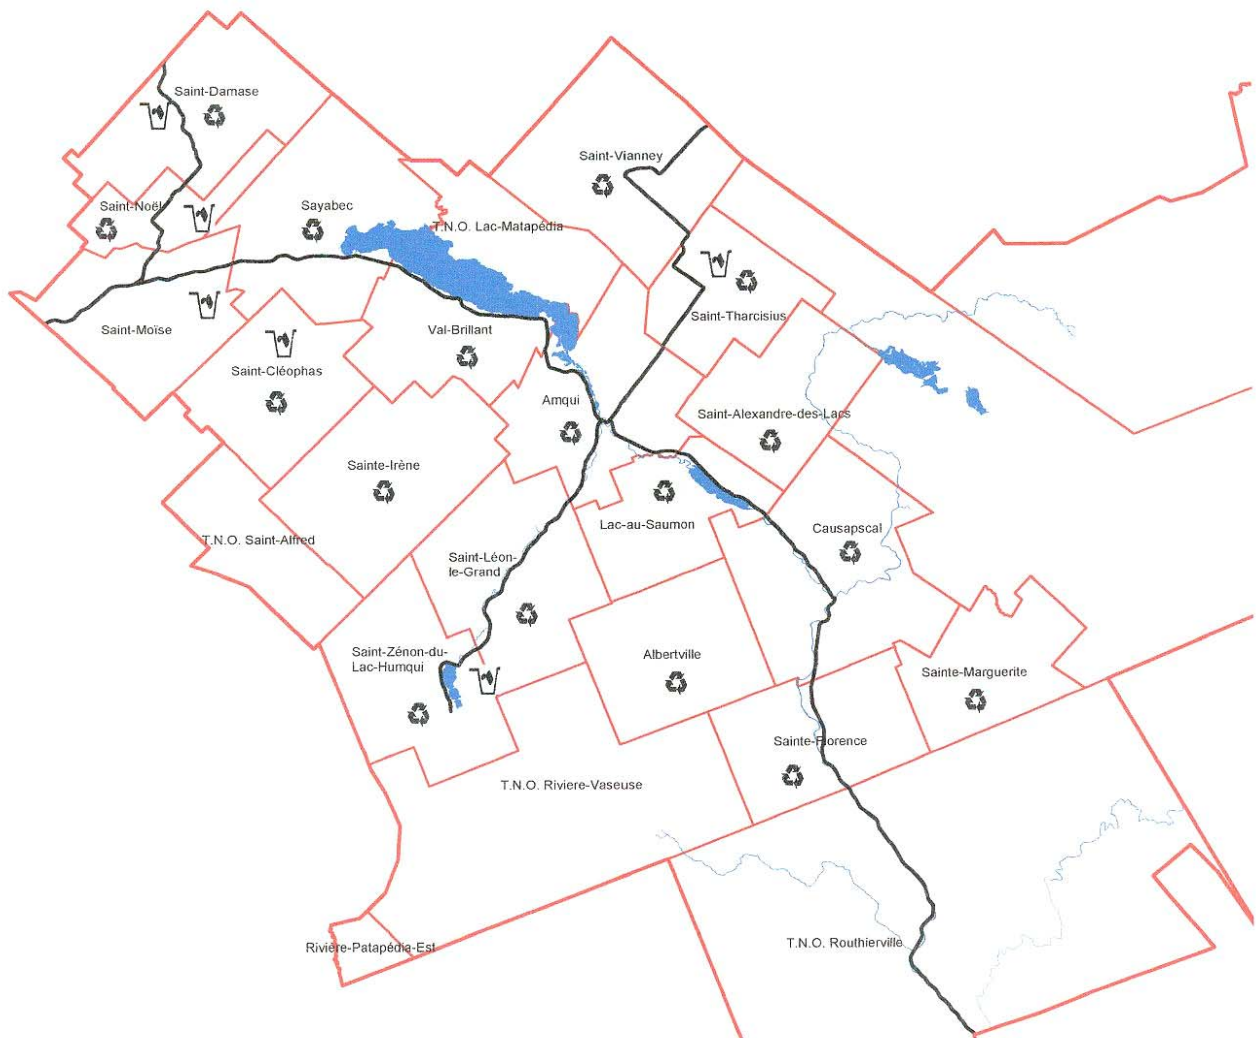 Saint-Damase
Saint-Vianney
Saint-Noël
Sayabec
T.N.O. Lac-Matapédia
Saint-Moïse
Val-Brillant
Saint-Tharcisius
Saint-Cléophas
Amqui
Saint-Alexandre-des-Lacs
Sainte-Irène
Lac-au-Saumon
Causapscal
T.N.O. Saint-Alfred
Saint-Léon-
le-Grand
Saint-Zénon-du-
Lac-Humqui
Albertville
Sainte-Marguerite
Sainte-Florence
T.N.O. Riviere-Vaseuse
Rivière-Patapédia-Est
T.N.O. Routhierville